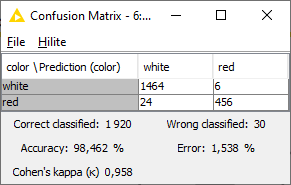 Confusion Matrix - 6:...
File Hilite
color \ Prediction (color) white red
white 1464 6
red 24 456
Correct classified: 1 920 Wrong classified: 30
Accuracy: 98,462 % Error: 1,538 %
Cohen's kappa (κ) 0,958